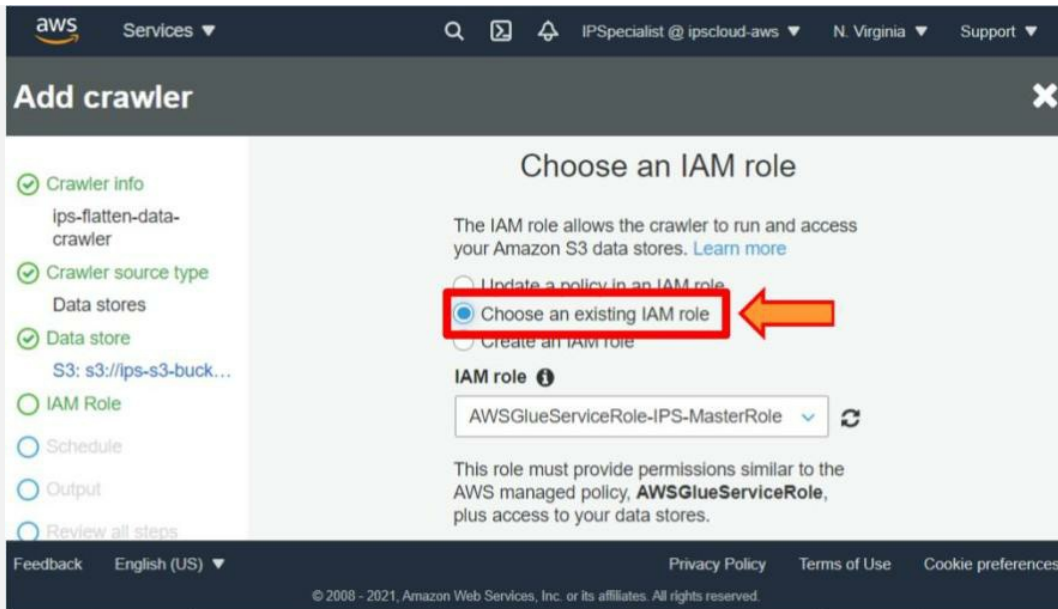 aws Services ▼ IPSpecialist @ ipscloud-aws ▼ N. Virginia ▼ Support ▼
Add crawler
Crawler info
ips-flatten-data-
crawler
Crawler source type
Data stores
Data store
S3: s3://ips-s3-buck...
IAM Role
Schedule
Output
Review all steps
Choose an IAM role
The IAM role allows the crawler to run and access
your Amazon S3 data stores. Learn more
Update a policy in an IAM role
Choose an existing IAM role
Create an IAM role
IAM role
AWSGlueServiceRole-IPS-MasterRole
This role must provide permissions similar to the
AWS managed policy, AWSGlueServiceRole,
plus access to your data stores.
Feedback English (US) ▼ Privacy Policy Terms of Use Cookie preferences
© 2008 - 2021, Amazon Web Services, Inc. or its affiliates. All rights reserved.